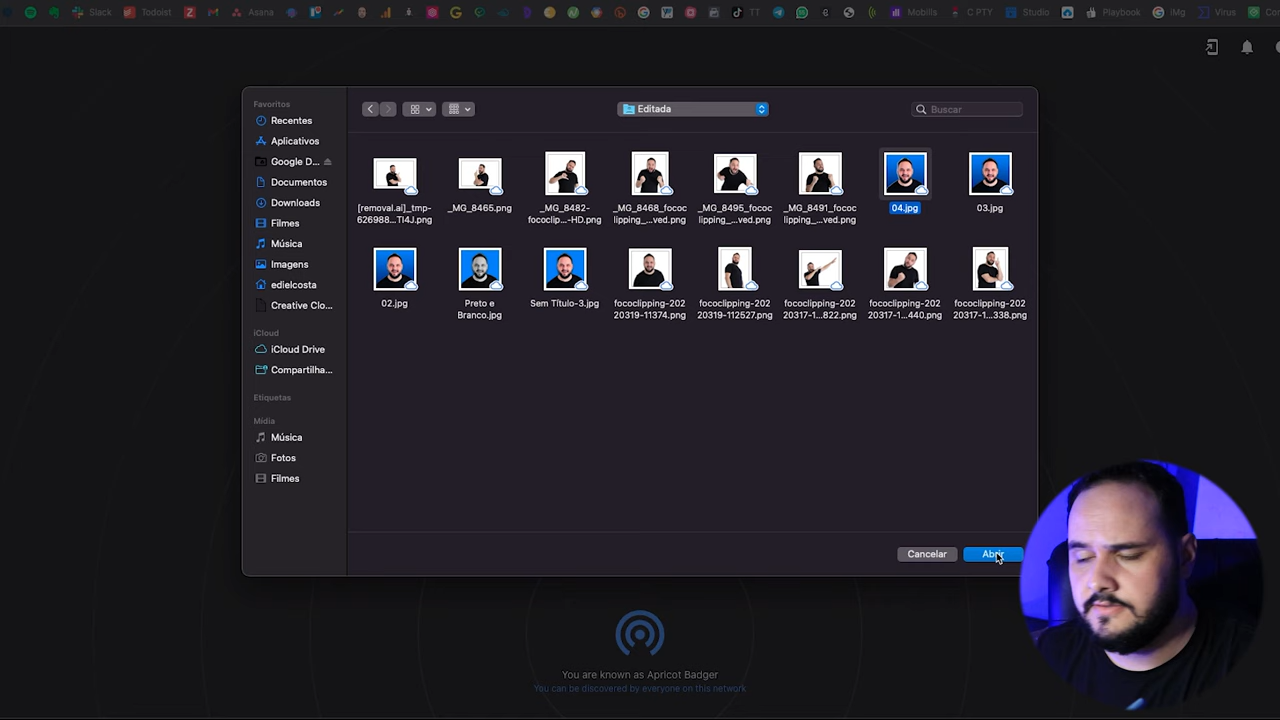 Slack
Todoist
Asana
TT
Mobills
C PTY
Studio
Playbook
iMg
Virus
Favoritos
Recentes
Aplicativos
Google D...
Documentos
Downloads
Filmes
Música
Imagens
edielcosta
Creative Clo...
iCloud
iCloud Drive
Compartilha...
Etiquetas
Mídia
Música
Fotos
Filmes
Editada
Buscar
[removal.ai]_tmp-
626988...TI4J.png
_MG_8465.png
_MG_8482-
fococlip...-HD.png
_MG_8468_fococ
lipping_...ved.png
_MG_8495_fococ
lipping_...ved.png
_MG_8491_fococ
lipping_...ved.png
04.jpg
03.jpg
02.jpg
Preto e
Branco.jpg
Sem Título-3.jpg
fococlipping-202
20319-11374.png
fococlipping-202
20319-112527.png
fococlipping-202
20317-1...822.png
fococlipping-202
20317-1...440.png
fococlipping-202
20317-1...338.png
Cancelar
Abrir
You are known as Apricot Badger
You can be discovered by everyone on this network